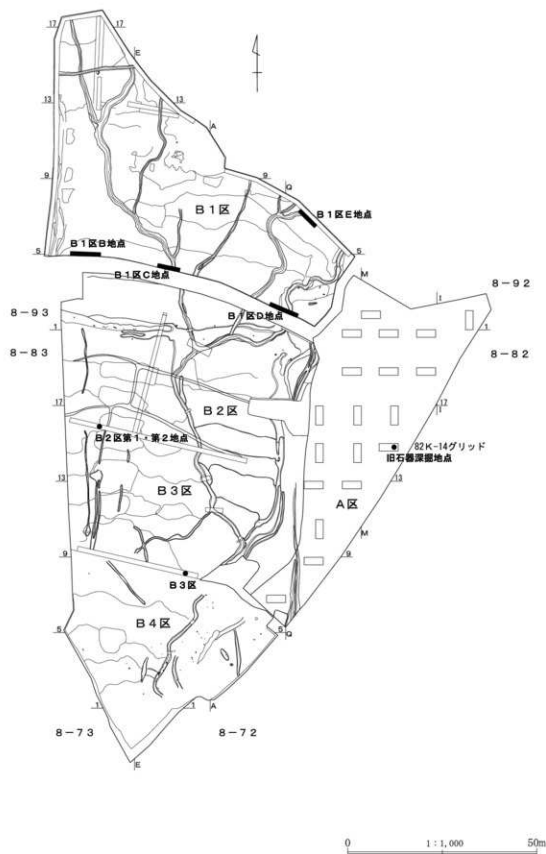 17
E
13
13
A
9
9
Q
B1区
B1区E地点
5
B1区B地点
5
M
B1区C地点
8-92
B1区D地点
I
8-93
1
1
8-83
8-82
B2区
17
17
I
B2区第1・第2地点
82K-14グリッド
旧石器深掘地点
13
13
B3区
A区
M
9
9
B3区
B4区
5
5
Q
1
1
A
8-73
8-72
E
0
1:1,000
50m